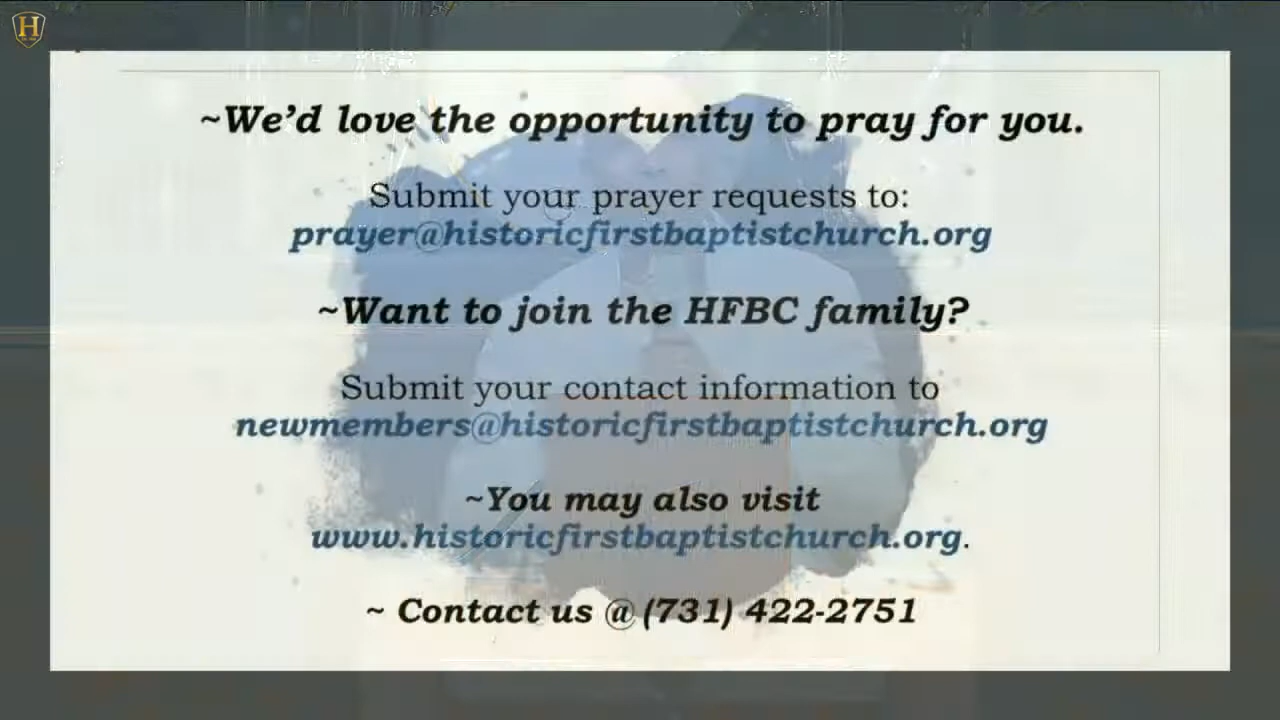 H
~We’d love the opportunity to pray for you.
Submit your prayer requests to:
prayer@historicfirstbaptistchurch.org
~Want to join the HFBC family?
Submit your contact information to
newmembers@historicfirstbaptistchurch.org
~You may also visit
www.historicfirstbaptistchurch.org.
~ Contact us @ (731) 422-2751